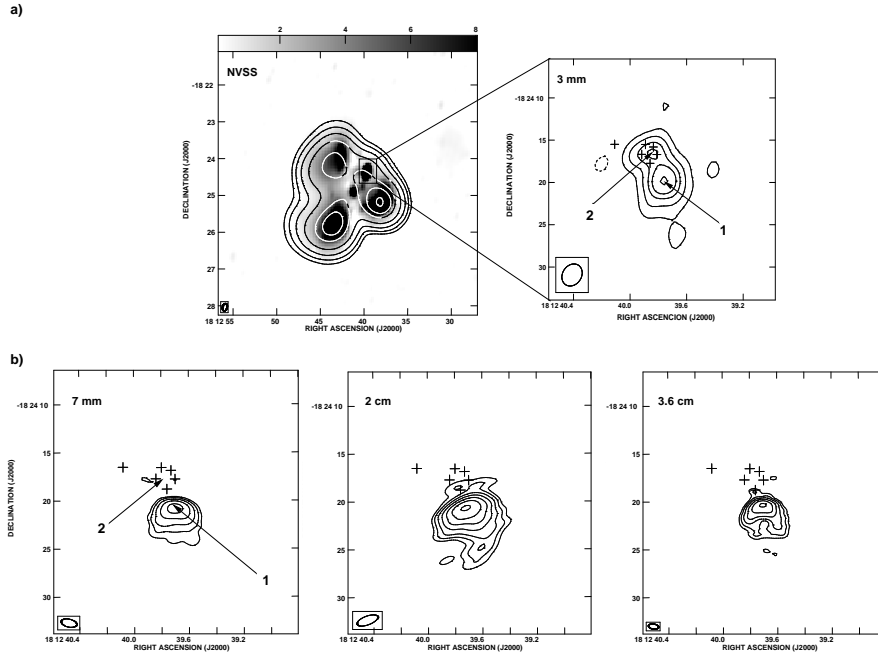 a)
2 4 6 8
NVSS
3 mm
-18 22
23
24
25
26
27
28
DECLINATION (J2000)
18 12 55 50 45 40 35 30
RIGHT ASCENSION (J2000)
-18 24 10
15
20
25
30
DECLINATION (J2000)
2
1
18 12 40.4 40.0 39.6 39.2
RIGHT ASCENCION (J2000)
b)
7 mm
-18 24 10
15
20
25
30
DECLINATION (J2000)
2
1
18 12 40.4 40.0 39.6 39.2
RIGHT ASCENSION (J2000)
2 cm
-18 24 10
15
20
25
30
18 12 40.4 40.0 39.6 39.2
RIGHT ASCENSION (J2000)
3.6 cm
-18 24 10
15
20
25
30
18 12 40.4 40.0 39.6 39.2
RIGHT ASCENSION (J2000)